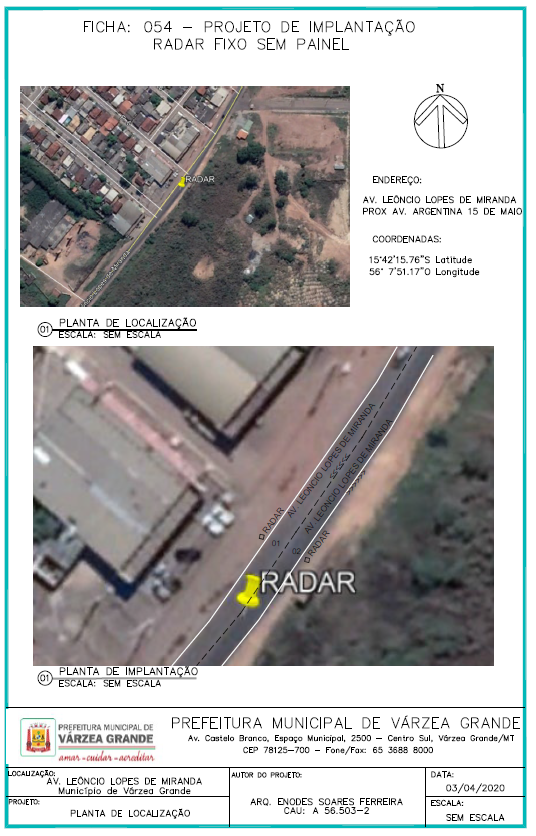 FICHA: 054 – PROJETO DE IMPLANTAÇÃO
RADAR FIXO SEM PAINEL
N
RADAR
ENDEREÇO:
AV. LEÔNCIO LOPES DE MIRANDA
PROX AV. ARGENTINA 15 DE MAIO
COORDENADAS:
15°42'15.76"S Latitude
56° 7'51.17"O Longitude
01 PLANTA DE LOCALIZAÇÃO
ESCALA: SEM ESCALA
AV LEONCIO LOPES DE MIRANDA
AV LEONCIO LOPES DE MIRANDA
RADAR
01
02
RADAR
RADAR
01 PLANTA DE IMPLANTAÇÃO
ESCALA: SEM ESCALA
PREFEITURA MUNICIPAL DE
VÁRZEA GRANDE
amar - cuidar - acreditar
PREFEITURA MUNICIPAL DE VÁRZEA GRANDE
Av. Castelo Branco, Espaço Municipal, 2500 – Centro Sul, Várzea Grande/MT
CEP 78125–700 – Fone/Fax: 65 3688 8000
LOCALIZAÇÃO:
AV. LEÔNCIO LOPES DE MIRANDA
Município de Várzea Grande
PROJETO:
PLANTA DE LOCALIZAÇÃO
AUTOR DO PROJETO:
ARQ. ENODES SOARES FERREIRA
CAU: A 56.503–2
DATA:
03/04/2020
ESCALA:
SEM ESCALA